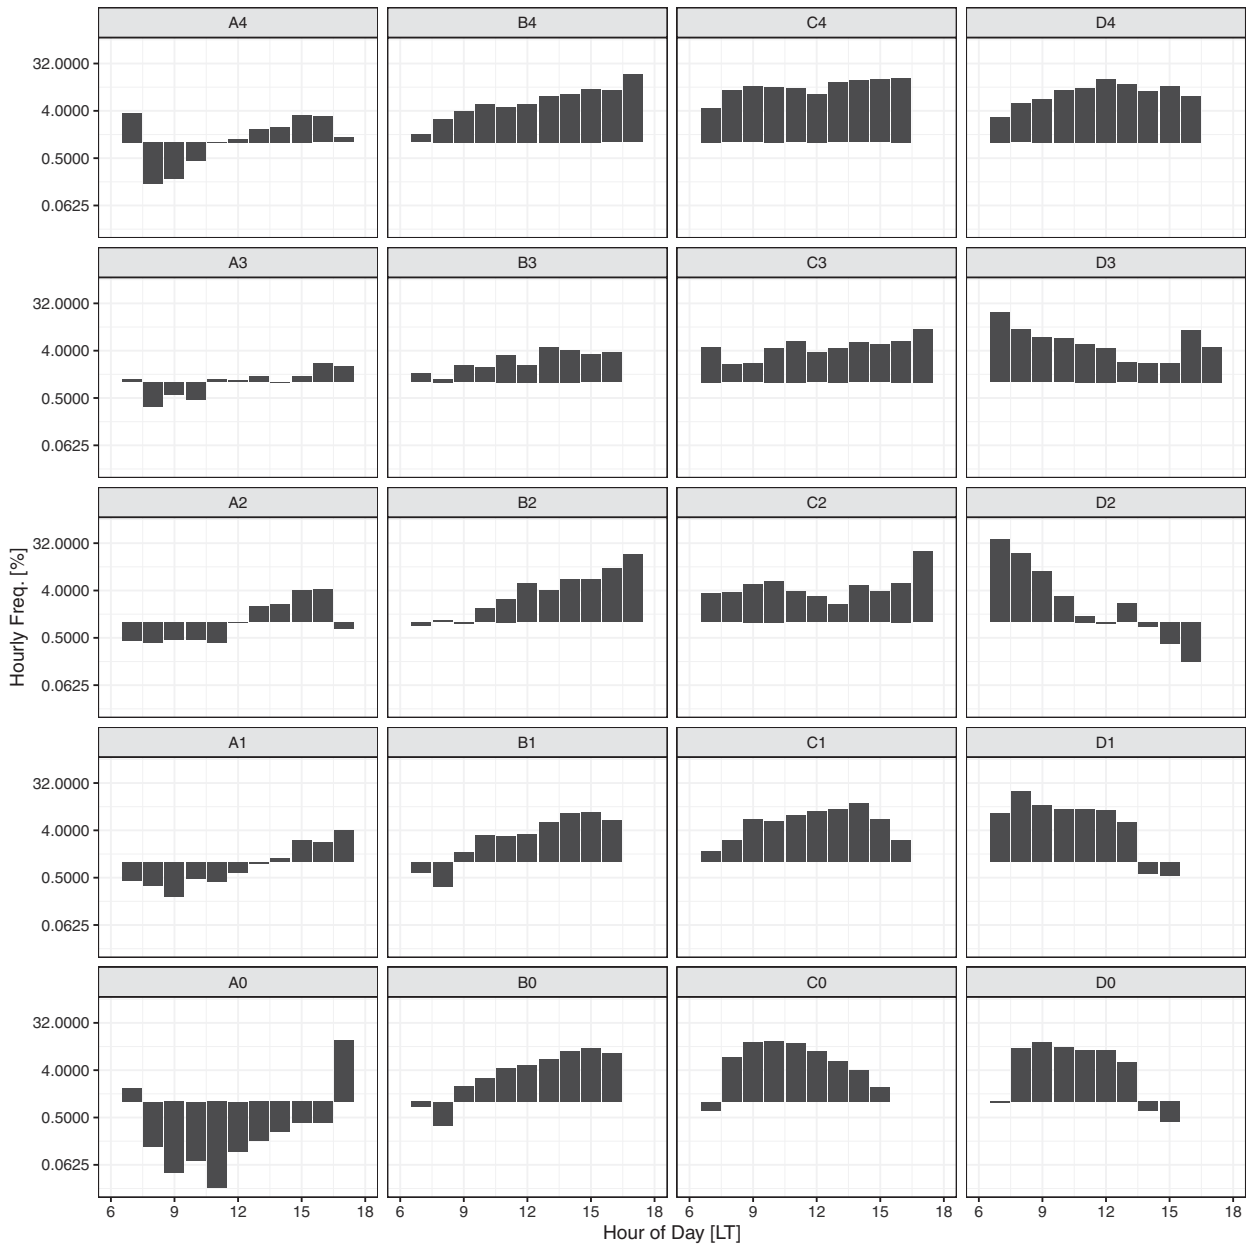 A4 B4 C4 D4
32.0000
4.0000
0.5000
0.0625
A3 B3 C3 D3
32.0000
4.0000
0.5000
0.0625
A2 B2 C2 D2
32.0000
4.0000
0.5000
0.0625
Hourly Freq. [%]
A1 B1 C1 D1
32.0000
4.0000
0.5000
0.0625
A0 B0 C0 D0
32.0000
4.0000
0.5000
0.0625
6 9 12 15 18 6 9 12 15 18 6 9 12 15 18 6 9 12 15 18
Hour of Day [LT]